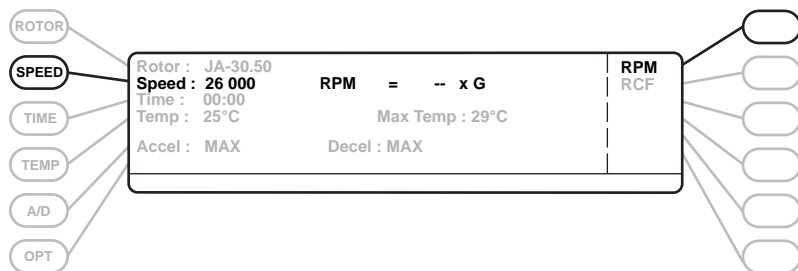 ROTOR
SPEED
TIME
TEMP
A/D
OPT
Rotor : JA-30.50
Speed : 26 000 RPM = -- x G
Time : 00:00
Temp : 25°C Max Temp : 29°C
Accel : MAX Decel : MAX
RPM
RCF